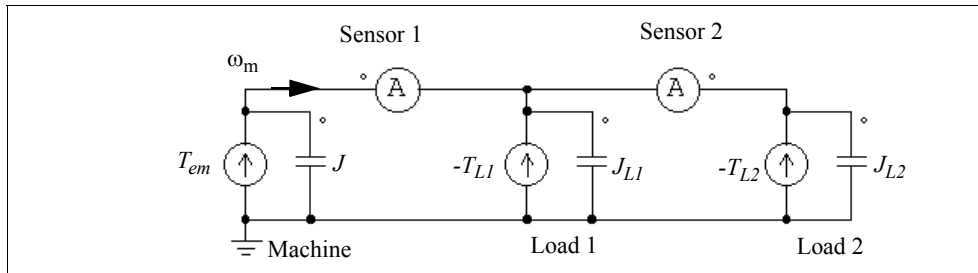 Sensor 1 Sensor 2
ωm
A A
Tem J -TL1 JL1 -TL2 JL2
Machine Load 1 Load 2